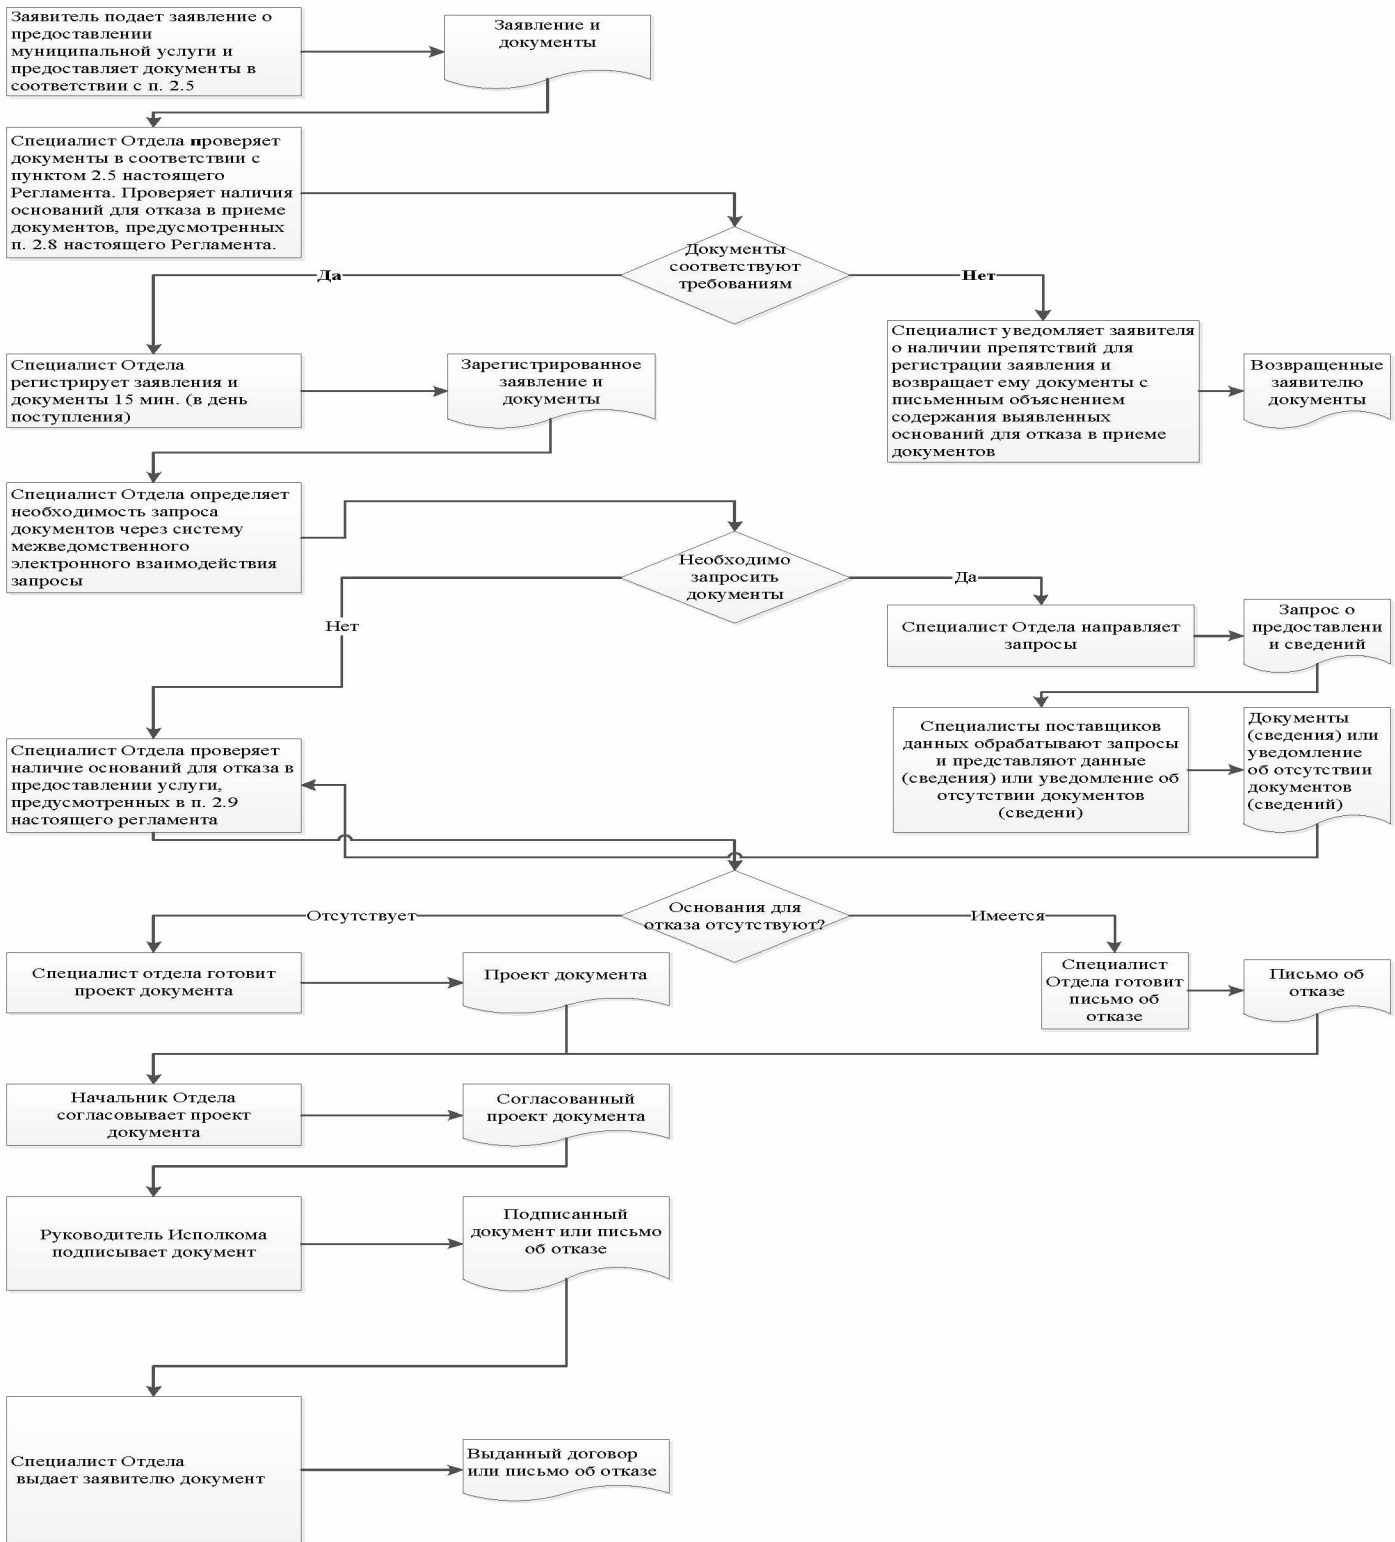 Заявитель подает заявление о
предоставлении
муниципальной услуги и
предоставляет документы в
соответствии с п. 2.5
Заявление и
документы
Специалист Отдела проверяет
документы в соответствии с
пунктом 2.5 настоящего
Регламента. Проверяет наличия
оснований для отказа в приеме
документов, предусмотренных
п. 2.8 настоящего Регламента.
Документы
соответствуют
требованиям
Да
Нет
Специалист Отдела
регистрирует заявления и
документы 15 мин. (в день
поступления)
Зарегистрированное
заявление и
документы
Специалист уведомляет заявителя
о наличии препятствий для
регистрации заявления и
возвращает ему документы с
письменным объяснением
содержания выявленных
оснований для отказа в приеме
документов
Возвращенные
заявителю
документы
Специалист Отдела определяет
необходимость запроса
документов через систему
межведомственного
электронного взаимодействия
запросы
Необходимо
запросить
документы
Да
Нет
Специалист Отдела направляет
запросы
Запрос о
предоставлени
и сведений
Специалисты поставщиков
данных обрабатывают запросы
и представляют данные
(сведения) или уведомление об
отсутствии документов
(сведени)
Документы
(сведения) или
уведомление
об отсутствии
документов
(сведений)
Специалист Отдела проверяет
наличие оснований для отказа в
предоставлении услуги,
предусмотренных в п. 2.9
настоящего регламента
Основания для
отказа отсутствуют?
Отсутствует
Имеется
Специалист отдела готовит
проект документа
Проект документа
Специалист
Отдела готовит
письмо об
отказе
Письмо об
отказе
Начальник Отдела
согласовывает проект
документа
Согласованный
проект документа
Руководитель Исполкома
подписывает документ
Подписанный
документ или письмо
об отказе
Специалист Отдела
выдает заявителю документ
Выданный договор
или письмо об отказе